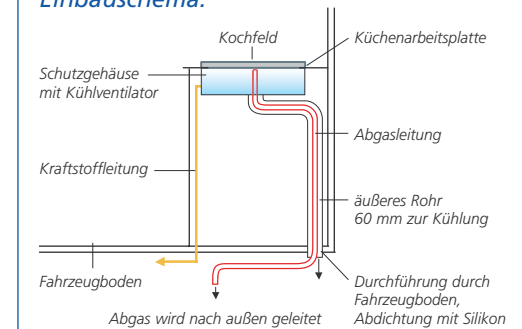 Einbauschema:
Kochfeld
Küchenarbeitsplatte
Schutzgehäuse
mit Kühlventilator
Abgasleitung
Kraftstoffleitung
äußeres Rohr
60 mm zur Kühlung
Fahrzeugboden
Durchführung durch
Fahrzeugboden,
Abdichtung mit Silikon
Abgas wird nach außen geleitet